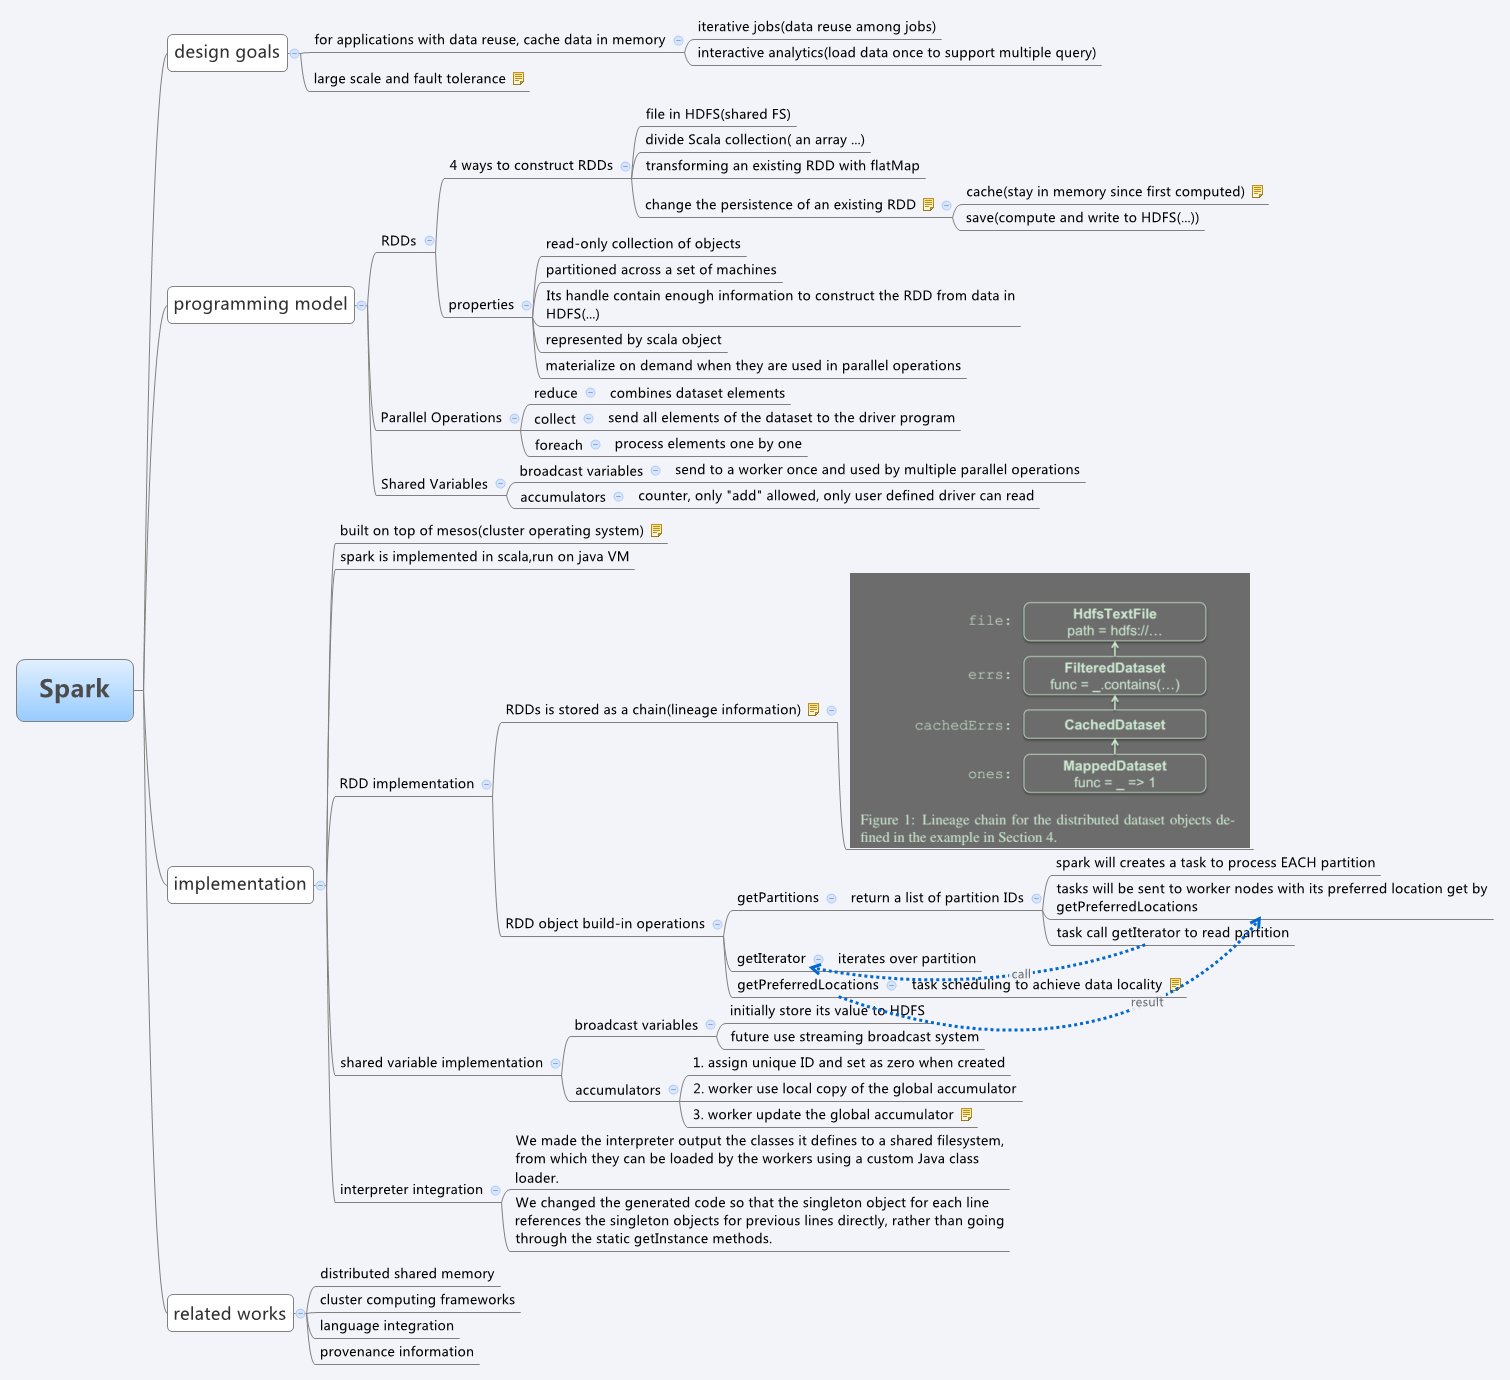 Spark
design goals
for applications with data reuse, cache data in memory
iterative jobs(data reuse among jobs)
interactive analytics(load data once to support multiple query)
large scale and fault tolerance
programming model
RDDs
4 ways to construct RDDs
file in HDFS(shared FS)
divide Scala collection( an array ...)
transforming an existing RDD with flatMap
change the persistence of an existing RDD
cache(stay in memory since first computed)
save(compute and write to HDFS(...))
properties
read-only collection of objects
partitioned across a set of machines
Its handle contain enough information to construct the RDD from data in
HDFS(...)
represented by scala object
materialize on demand when they are used in parallel operations
Parallel Operations
reduce
combines dataset elements
collect
send all elements of the dataset to the driver program
foreach
process elements one by one
Shared Variables
broadcast variables
send to a worker once and used by multiple parallel operations
accumulators
counter, only "add" allowed, only user defined driver can read
implementation
built on top of mesos(cluster operating system)
spark is implemented in scala,run on java VM
RDD implementation
RDDs is stored as a chain(lineage information)
file:
HdfsTextFile
path = hdfs://...
errs:
FilteredDataset
func = _.contains(...)
cachedErrs:
CachedDataset
ones:
MappedDataset
func = _ => 1
Figure 1: Lineage chain for the distributed dataset objects de-
fined in the example in Section 4.
RDD object build-in operations
getPartitions
return a list of partition IDs
spark will creates a task to process EACH partition
tasks will be sent to worker nodes with its preferred location get by
getPreferredLocations
task call getIterator to read partition
getIterator
iterates over partition
call
getPreferredLocations
task scheduling to achieve data locality
result
shared variable implementation
broadcast variables
initially store its value to HDFS
future use streaming broadcast system
accumulators
1. assign unique ID and set as zero when created
2. worker use local copy of the global accumulator
3. worker update the global accumulator
interpreter integration
We made the interpreter output the classes it defines to a shared filesystem,
from which they can be loaded by the workers using a custom Java class
loader.
We changed the generated code so that the singleton object for each line
references the singleton objects for previous lines directly, rather than going
through the static getInstance methods.
related works
distributed shared memory
cluster computing frameworks
language integration
provenance information